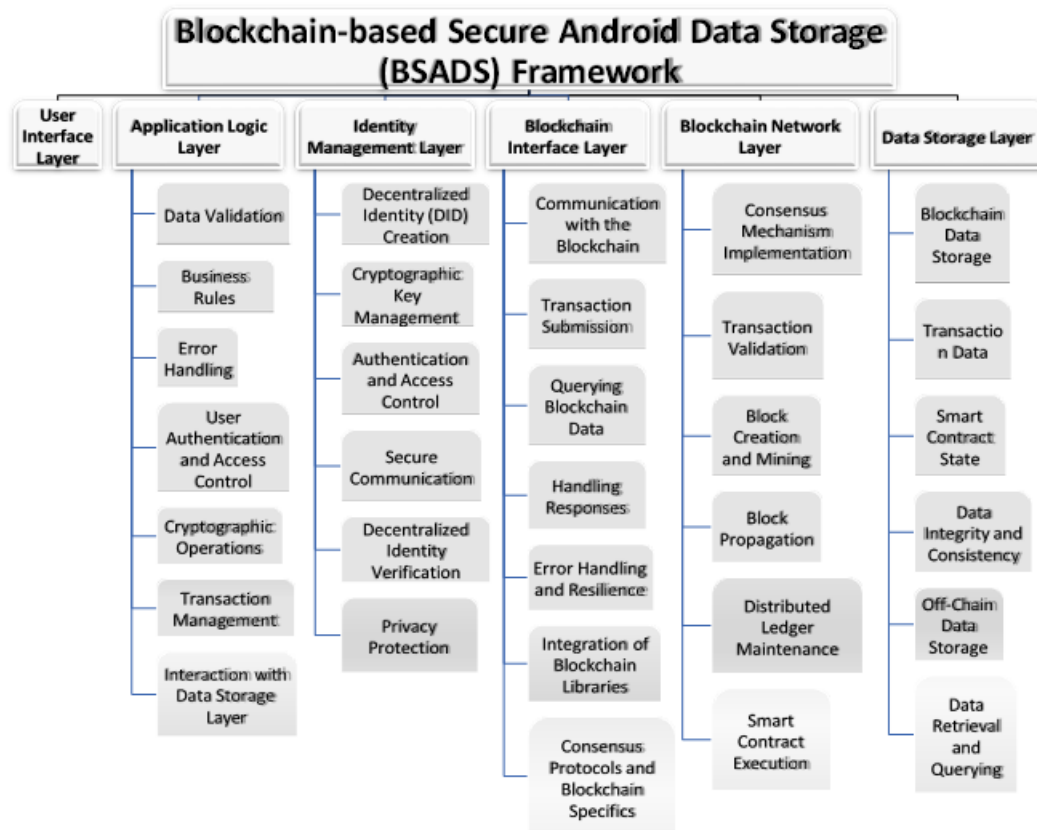 Blockchain-based Secure Android Data Storage
(BSADS) Framework
User
Interface
Layer
Application Logic
Layer
Data Validation
Business
Rules
Error
Handling
User
Authentication
and Access
Control
Cryptographic
Operations
Transaction
Management
Interaction with
Data Storage
Layer
Identity
Management Layer
Decentralized
Identity (DID)
Creation
Cryptographic
Key
Management
Authentication
and Access
Control
Secure
Communication
Decentralized
Identity
Verification
Privacy
Protection
Blockchain
Interface Layer
Communication
with the
Blockchain
Transaction
Submission
Querying
Blockchain
Data
Handling
Responses
Error Handling
and Resilience
Integration of
Blockchain
Libraries
Consensus
Protocols and
Blockchain
Specifics
Blockchain Network
Layer
Consensus
Mechanism
Implementation
Transaction
Validation
Block
Creation
and Mining
Block
Propagation
Distributed
Ledger
Maintenance
Smart
Contract
Execution
Data Storage Layer
Blockchain
Data
Storage
Transactio
n Data
Smart
Contract
State
Data
Integrity and
Consistency
Off-Chain
Data
Storage
Data
Retrieval
and
Querying